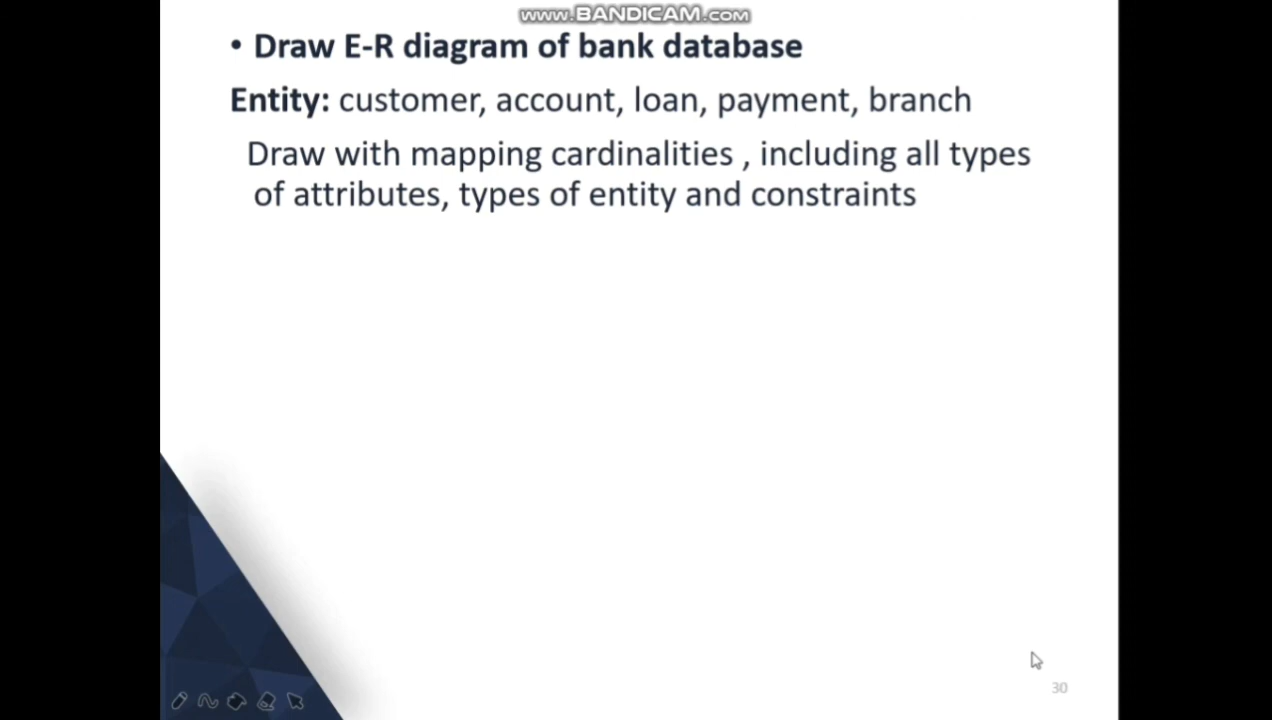 www.BANDICAM.com
• Draw E-R diagram of bank database
Entity: customer, account, loan, payment, branch
Draw with mapping cardinalities , including all types
of attributes, types of entity and constraints
30